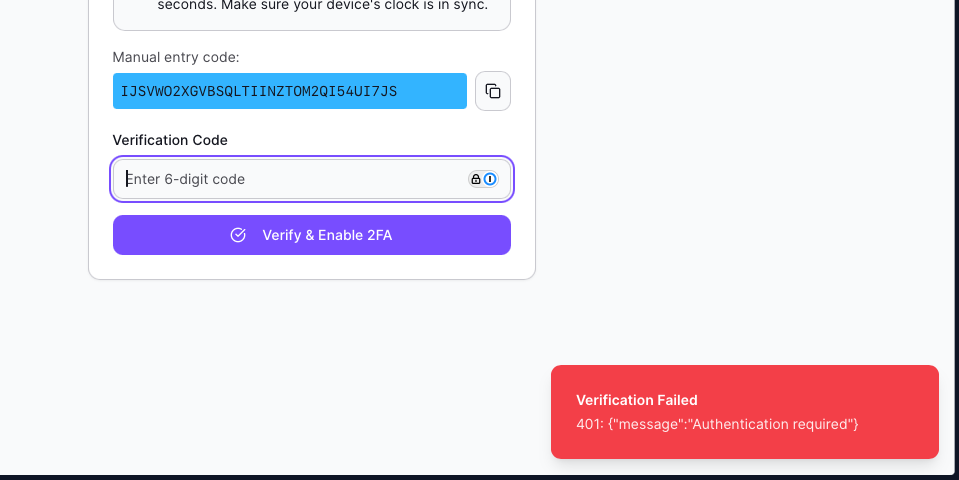 seconds. Make sure your device's clock is in sync.
Manual entry code:
IJSVWO2XGVBSQLTIINZTOM2QI54UI7JS
Verification Code
Enter 6-digit code
Verify & Enable 2FA
Verification Failed
401: {"message":"Authentication required"}